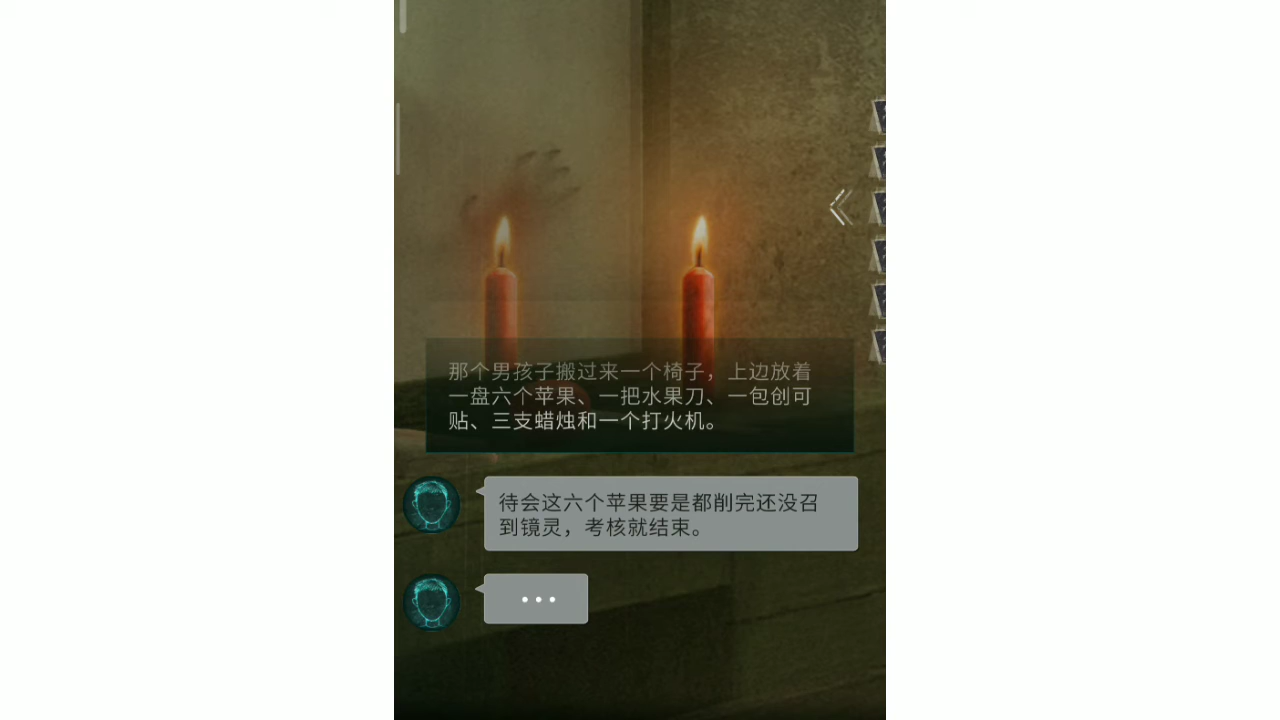 那个男孩子搬过来一个椅子，上边放着
一盘六个苹果、一把水果刀、一包创可
贴、三支蜡烛和一个打火机。
待会这六个苹果要是都削完还没召
到镜灵，考核就结束。
...